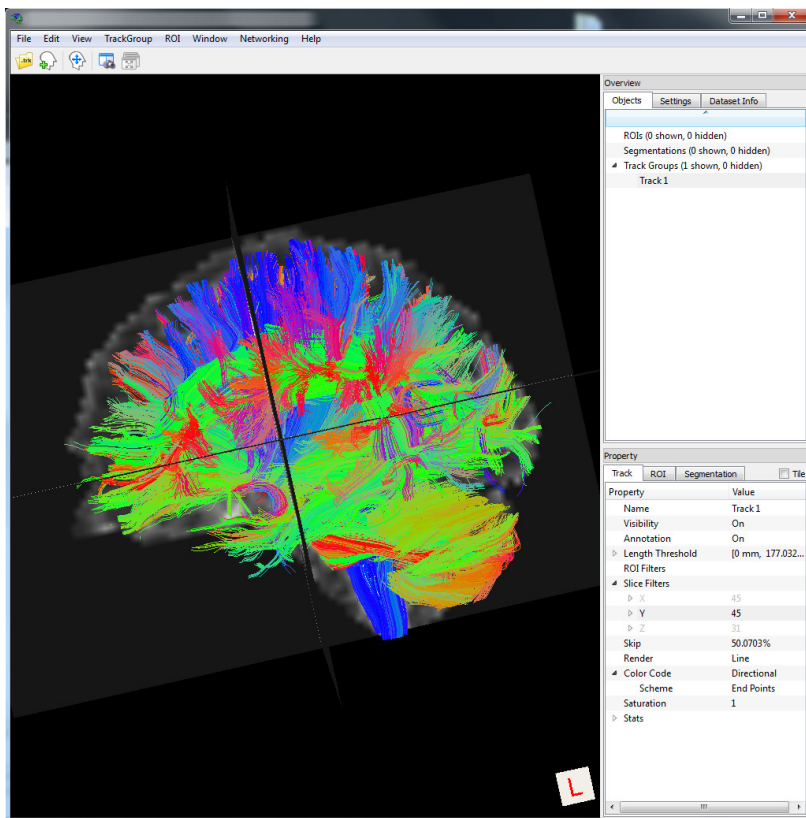 File Edit View TrackGroup ROI Window Networking Help
.trk
Overview
Objects Settings Dataset Info
ROIs (0 shown, 0 hidden)
Segmentations (0 shown, 0 hidden)
Track Groups (1 shown, 0 hidden)
Track 1
Property
Track ROI Segmentation Tile
Property Value
Name Track 1
Visibility On
Annotation On
Length Threshold [0 mm, 177.032...
ROI Filters
Slice Filters
X 45
Y 45
Z 31
Skip 50.0703%
Render Line
Color Code Directional
Scheme End Points
Saturation 1
Stats
L